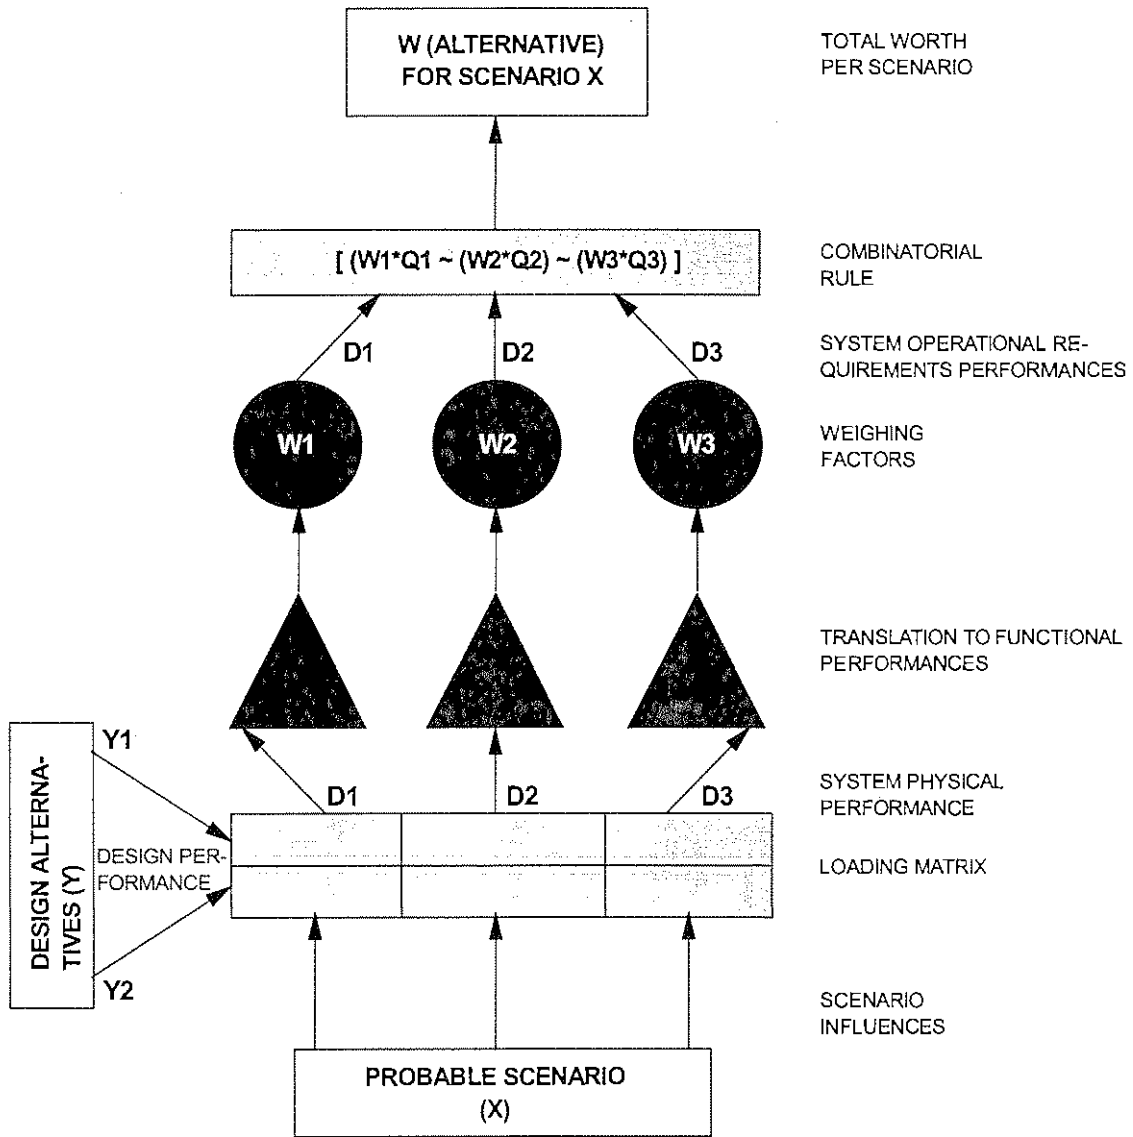 W (ALTERNATIVE)
FOR SCENARIO X
TOTAL WORTH
PER SCENARIO
[ (W1*Q1 ~ (W2*Q2) ~ (W3*Q3) ]
COMBINATORIAL
RULE
D1
D2
D3
SYSTEM OPERATIONAL RE-
QUIREMENTS PERFORMANCES
W1
W2
W3
WEIGHING
FACTORS
TRANSLATION TO FUNCTIONAL
PERFORMANCES
DESIGN ALTERNA-
TIVES (Y)
Y1
Y2
DESIGN PER-
FORMANCE
D1
D2
D3
SYSTEM PHYSICAL
PERFORMANCE
LOADING MATRIX
SCENARIO
INFLUENCES
PROBABLE SCENARIO
(X)